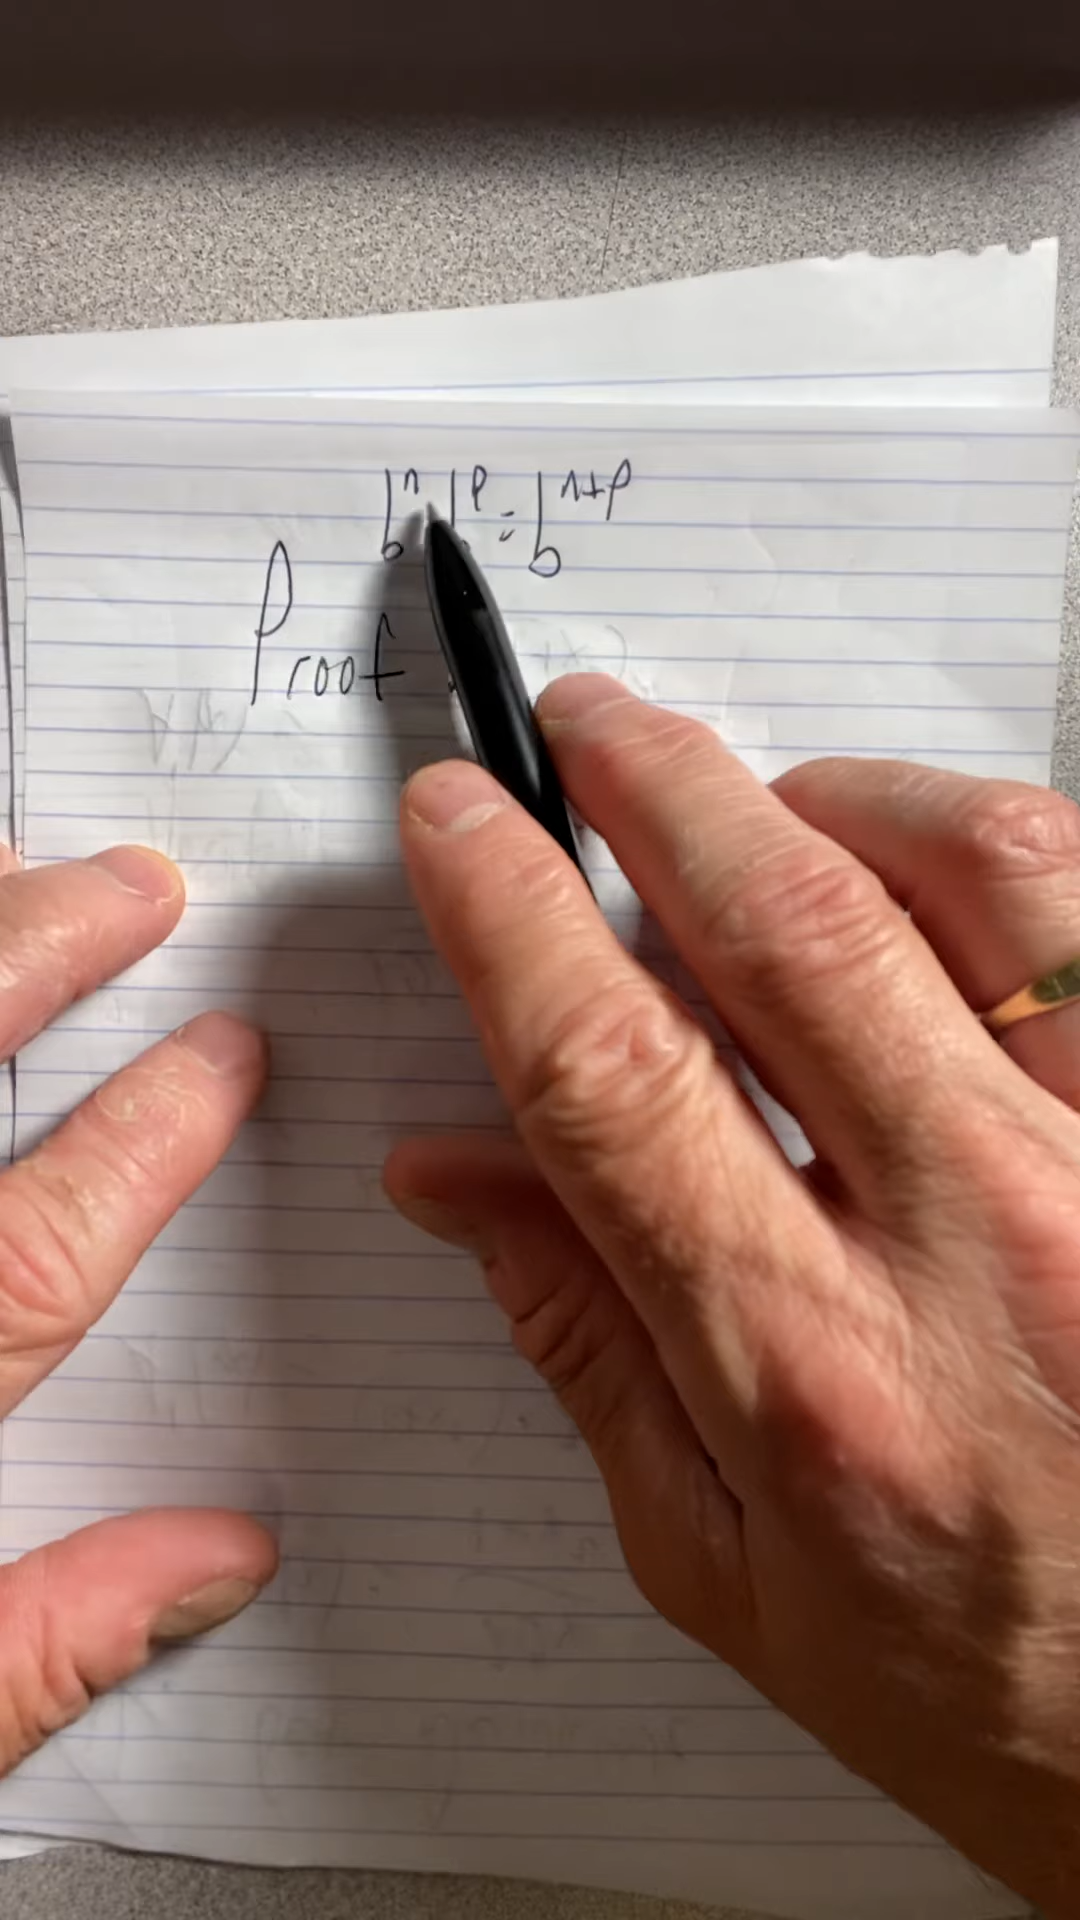 bⁿ bᵖ = bⁿ⁺ᵖ
Proof